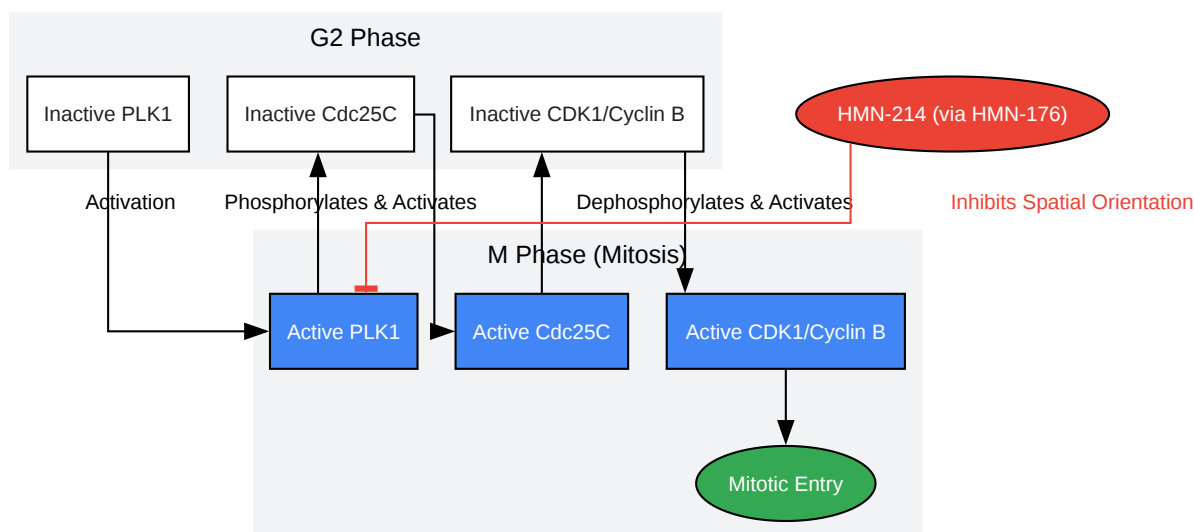 G2 Phase
Inactive PLK1
Inactive Cdc25C
Inactive CDK1/Cyclin B
HMN-214 (via HMN-176)
Activation
Phosphorylates & Activates
Dephosphorylates & Activates
Inhibits Spatial Orientation
M Phase (Mitosis)
Active PLK1
Active Cdc25C
Active CDK1/Cyclin B
Mitotic Entry